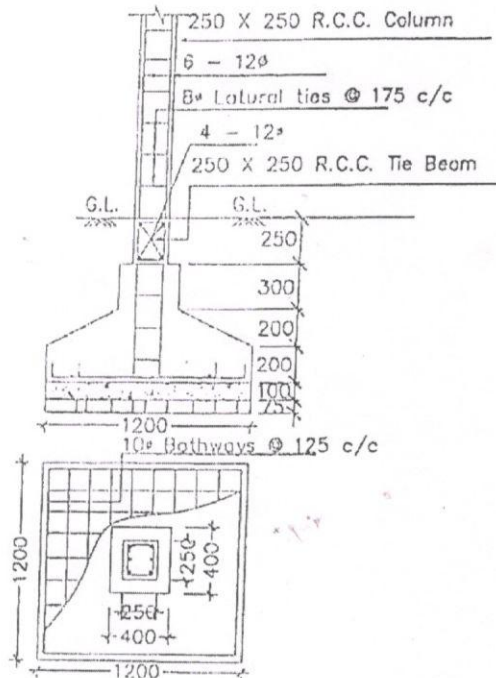 250 X 250 R.C.C. Column
6 - 12ø
8ø Latural ties @ 175 c/c
4 - 12ø
250 X 250 R.C.C. Tie Beam
G.L.
G.L.
250
300
200
200
100
75
1200
10ø Bothways @ 125 c/c
1200
250
400
250
400
1200